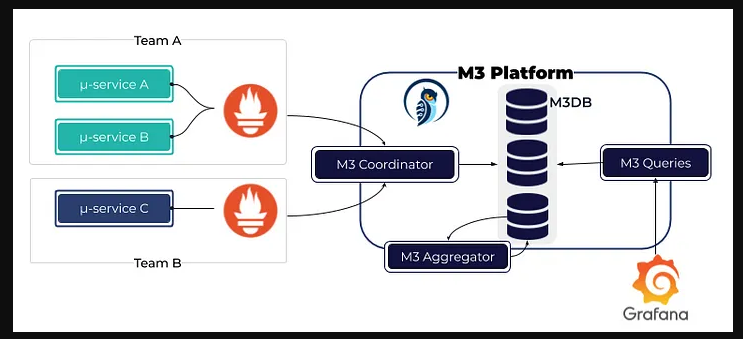 Team A
μ-service A
μ-service B
μ-service C
Team B
M3 Platform
M3DB
M3 Coordinator
M3 Queries
M3 Aggregator
Grafana